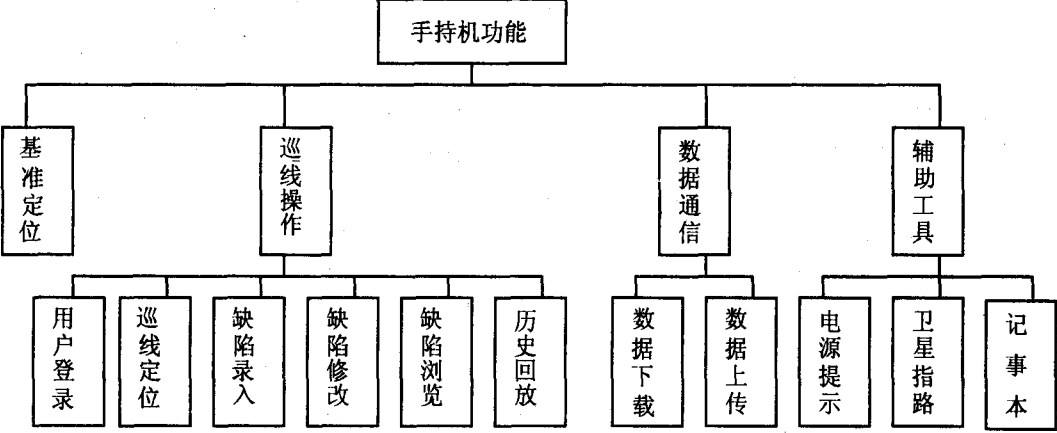 手持机功能
基准定位
巡线操作
数据通信
辅助工具
用户登录
巡线定位
缺陷录入
缺陷修改
缺陷浏览
历史回放
数据下载
数据上传
电源提示
卫星指路
记事本